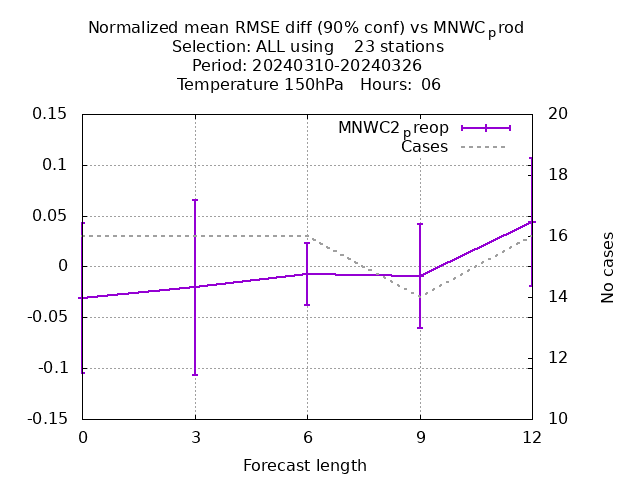 Normalized mean RMSE diff (90% conf) vs MNWC_prod
Selection: ALL using    23 stations
Period: 20240310-20240326
Temperature 150hPa   Hours:  06
0.15
0.1
0.05
0
-0.05
-0.1
-0.15
20
18
16
14
12
10
MNWC2_preop
Cases
No cases
0 3 6 9 12
Forecast length